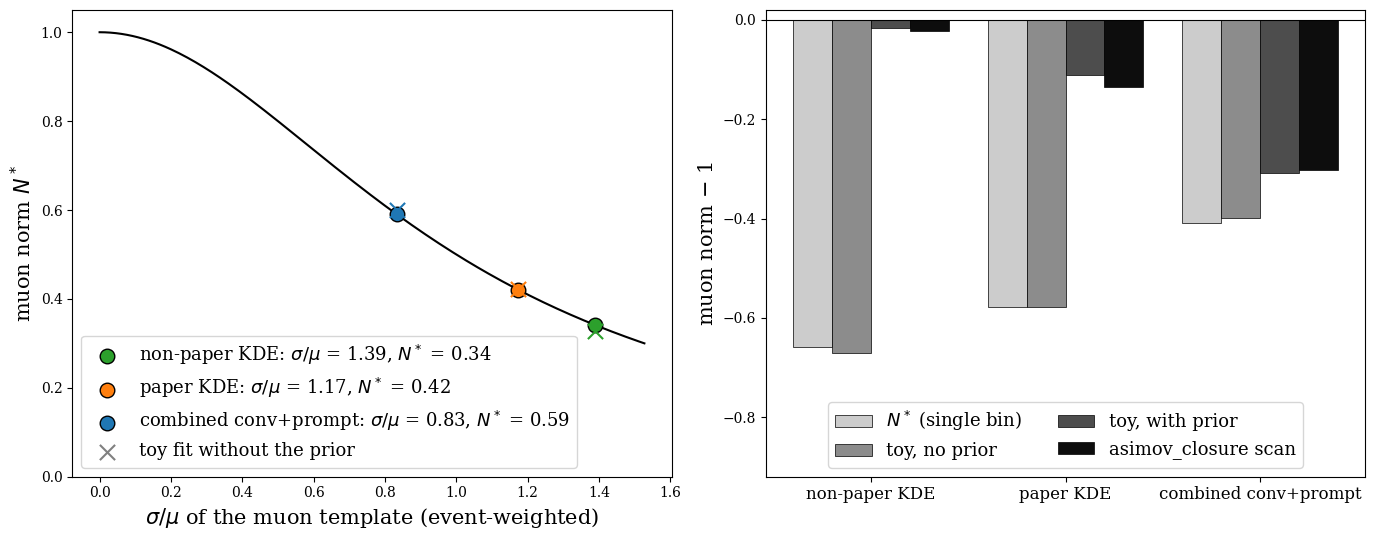 1.0
0.8
0.6
0.4
0.2
0.0
muon norm N*
non-paper KDE: σ/μ = 1.39, N* = 0.34
paper KDE: σ/μ = 1.17, N* = 0.42
combined conv+prompt: σ/μ = 0.83, N* = 0.59
toy fit without the prior
0.0 0.2 0.4 0.6 0.8 1.0 1.2 1.4 1.6
σ/μ of the muon template (event-weighted)
0.0
−0.2
−0.4
−0.6
−0.8
muon norm − 1
N* (single bin)
toy, no prior
toy, with prior
asimov_closure scan
non-paper KDE paper KDE combined conv+prompt